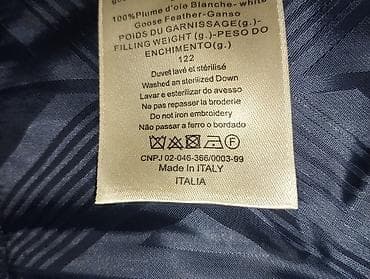 100%Plume d'oie Blanche- white
Goose Feather-Ganso
POIDS DU GARNISSAGE(g.)-
FILLING WEIGHT (g.)- PESO DE
ENCHIMENTO(g.)-
122
Duvet lavé et stérilisé
Washed an sterilized Down
Lavar e esterilizar do avesso
Ne pas repasser la broderie
Do not iron embroidery
Não passar a ferro o bordado
CNPJ 02-046-366/0003-99
Made In ITALY
ITALIA